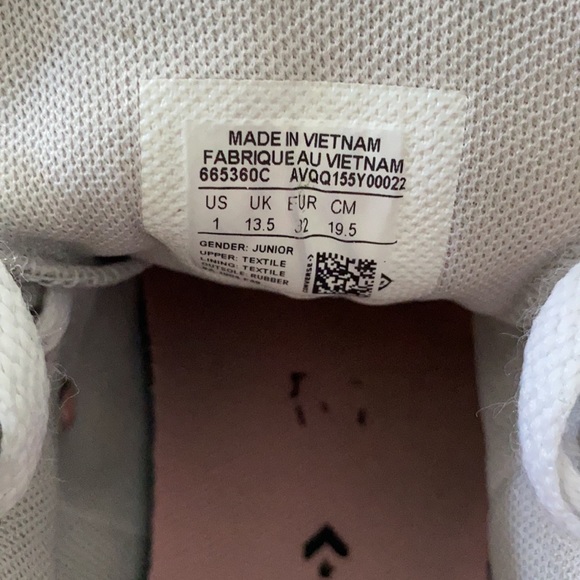 MADE IN VIETNAM
FABRIQUE AU VIETNAM
665360C AVQQ155Y00022
US UK EUR CM
1 13.5 32 19.5
GENDER: JUNIOR
UPPER: TEXTILE
LINING: TEXTILE
OUTSOLE: RUBBER
CONVERSE